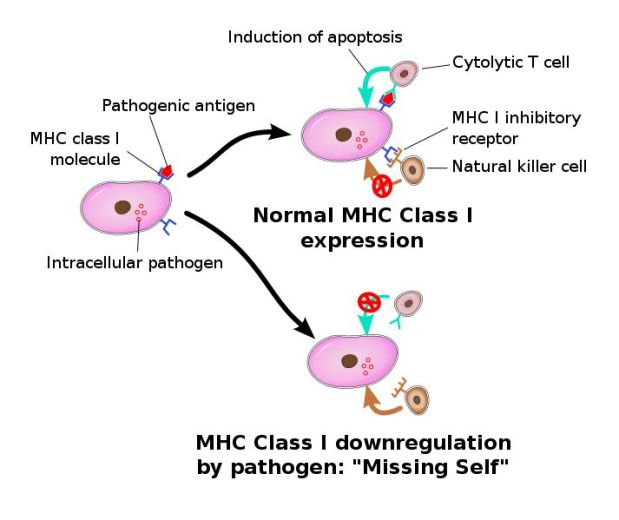 Induction of apoptosis
Cytolytic T cell
Pathogenic antigen
MHC I inhibitory
receptor
MHC class I
molecule
Natural killer cell
Normal MHC Class I
expression
Intracellular pathogen
MHC Class I downregulation
by pathogen: "Missing Self"